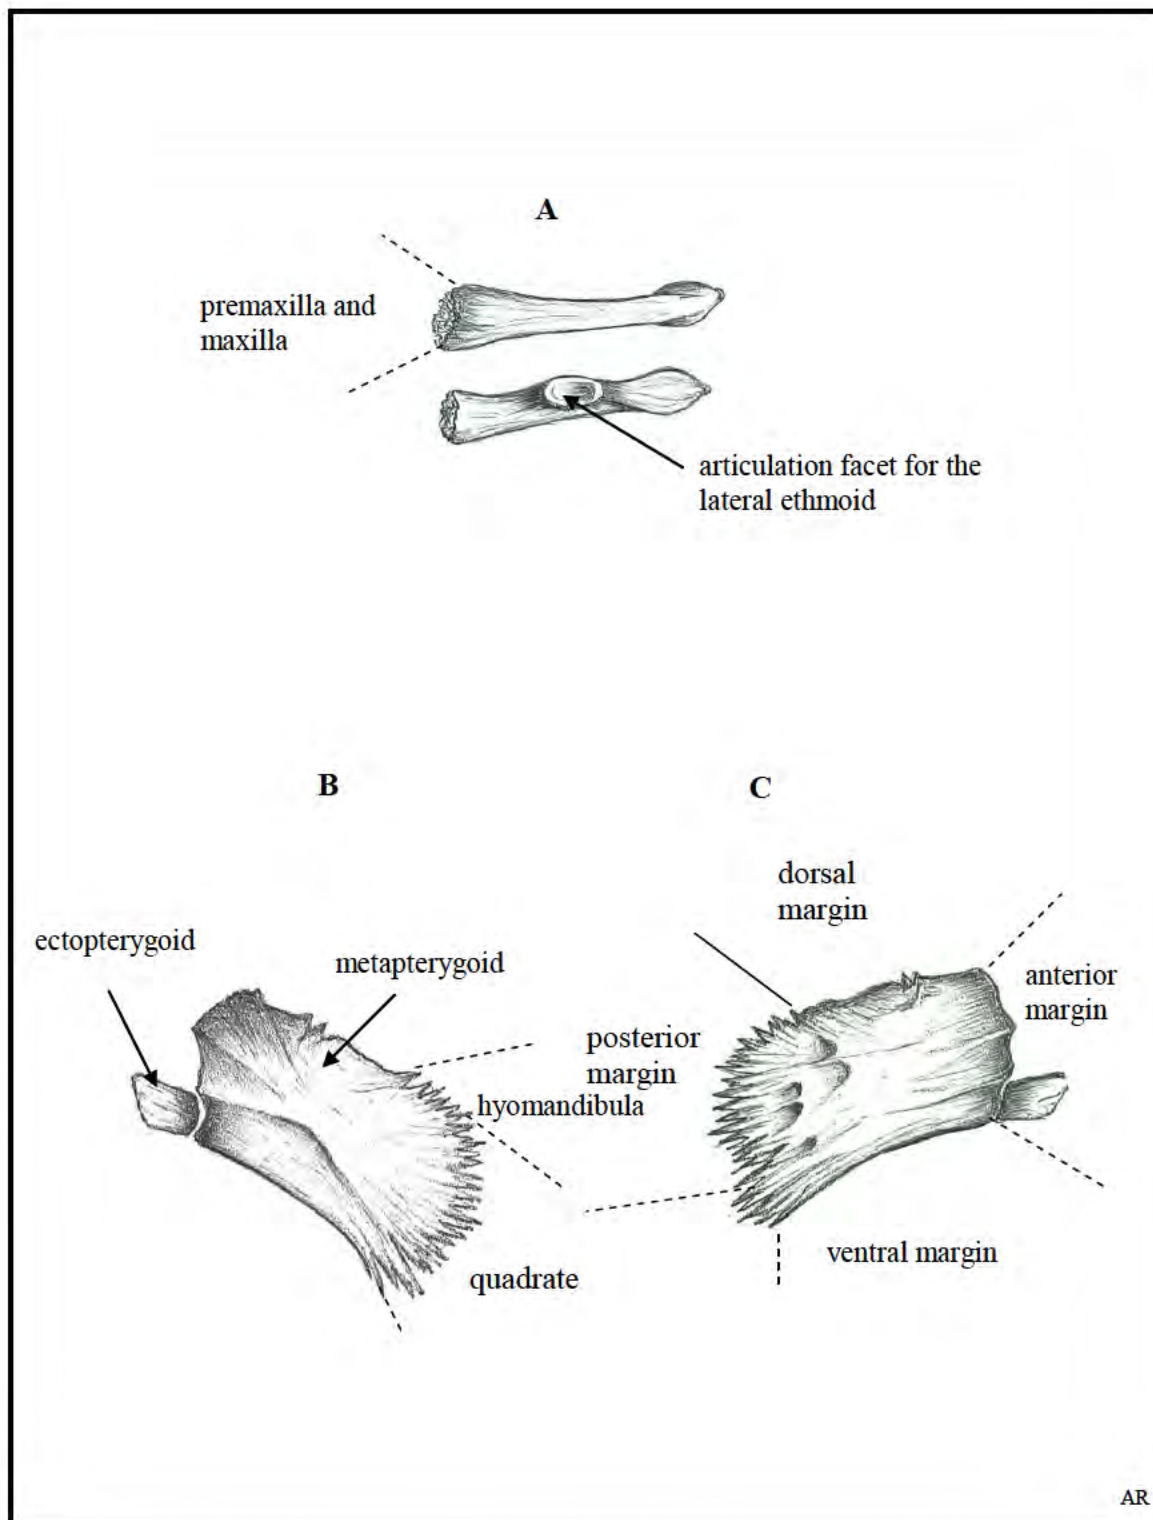 A
premaxilla and
maxilla
articulation facet for the
lateral ethmoid
B
C
dorsal
margin
ectopterygoid
metapterygoid
anterior
margin
posterior
margin
hyomandibula
ventral margin
quadrate
AR